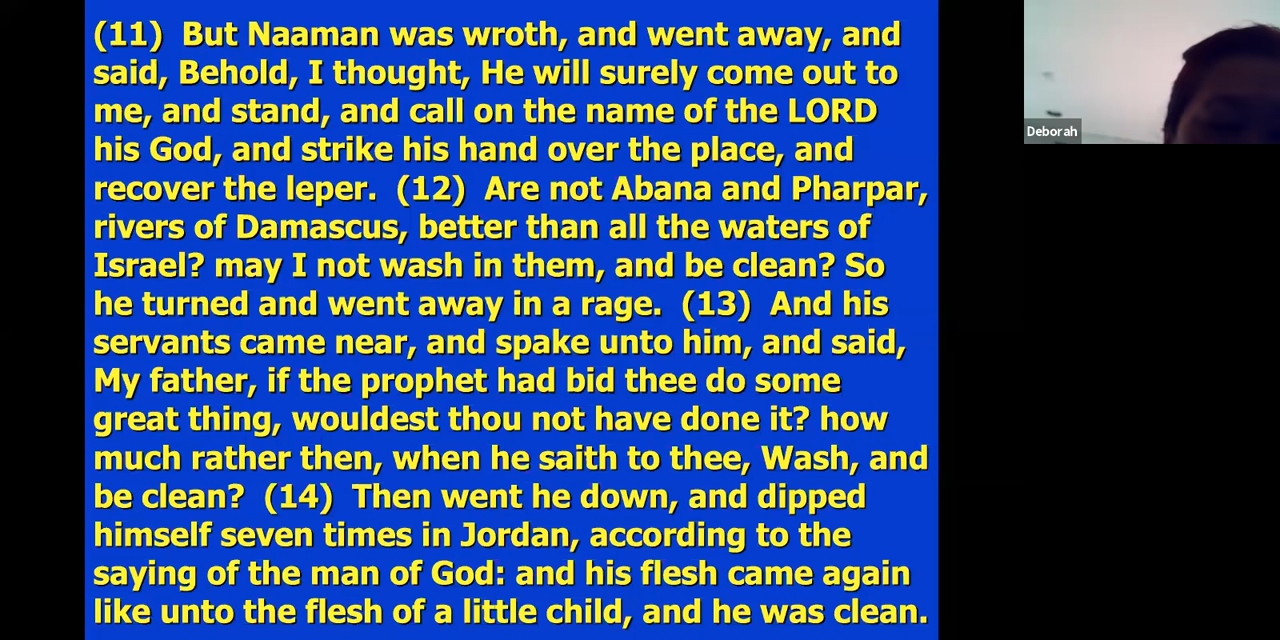 (11) But Naaman was wroth, and went away, and
said, Behold, I thought, He will surely come out to
me, and stand, and call on the name of the LORD
his God, and strike his hand over the place, and
recover the leper. (12) Are not Abana and Pharpar,
rivers of Damascus, better than all the waters of
Israel? may I not wash in them, and be clean? So
he turned and went away in a rage. (13) And his
servants came near, and spake unto him, and said,
My father, if the prophet had bid thee do some
great thing, wouldest thou not have done it? how
much rather then, when he saith to thee, Wash, and
be clean? (14) Then went he down, and dipped
himself seven times in Jordan, according to the
saying of the man of God: and his flesh came again
like unto the flesh of a little child, and he was clean.
Deborah